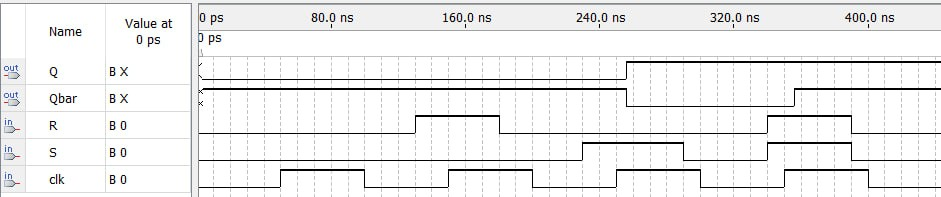 Name
Value at
0 ps
0 ps 80.0 ns 160.0 ns 240.0 ns 320.0 ns 400.0 ns
0 ps
out Q B X
out Qbar B X
in R B 0
in S B 0
in clk B 0